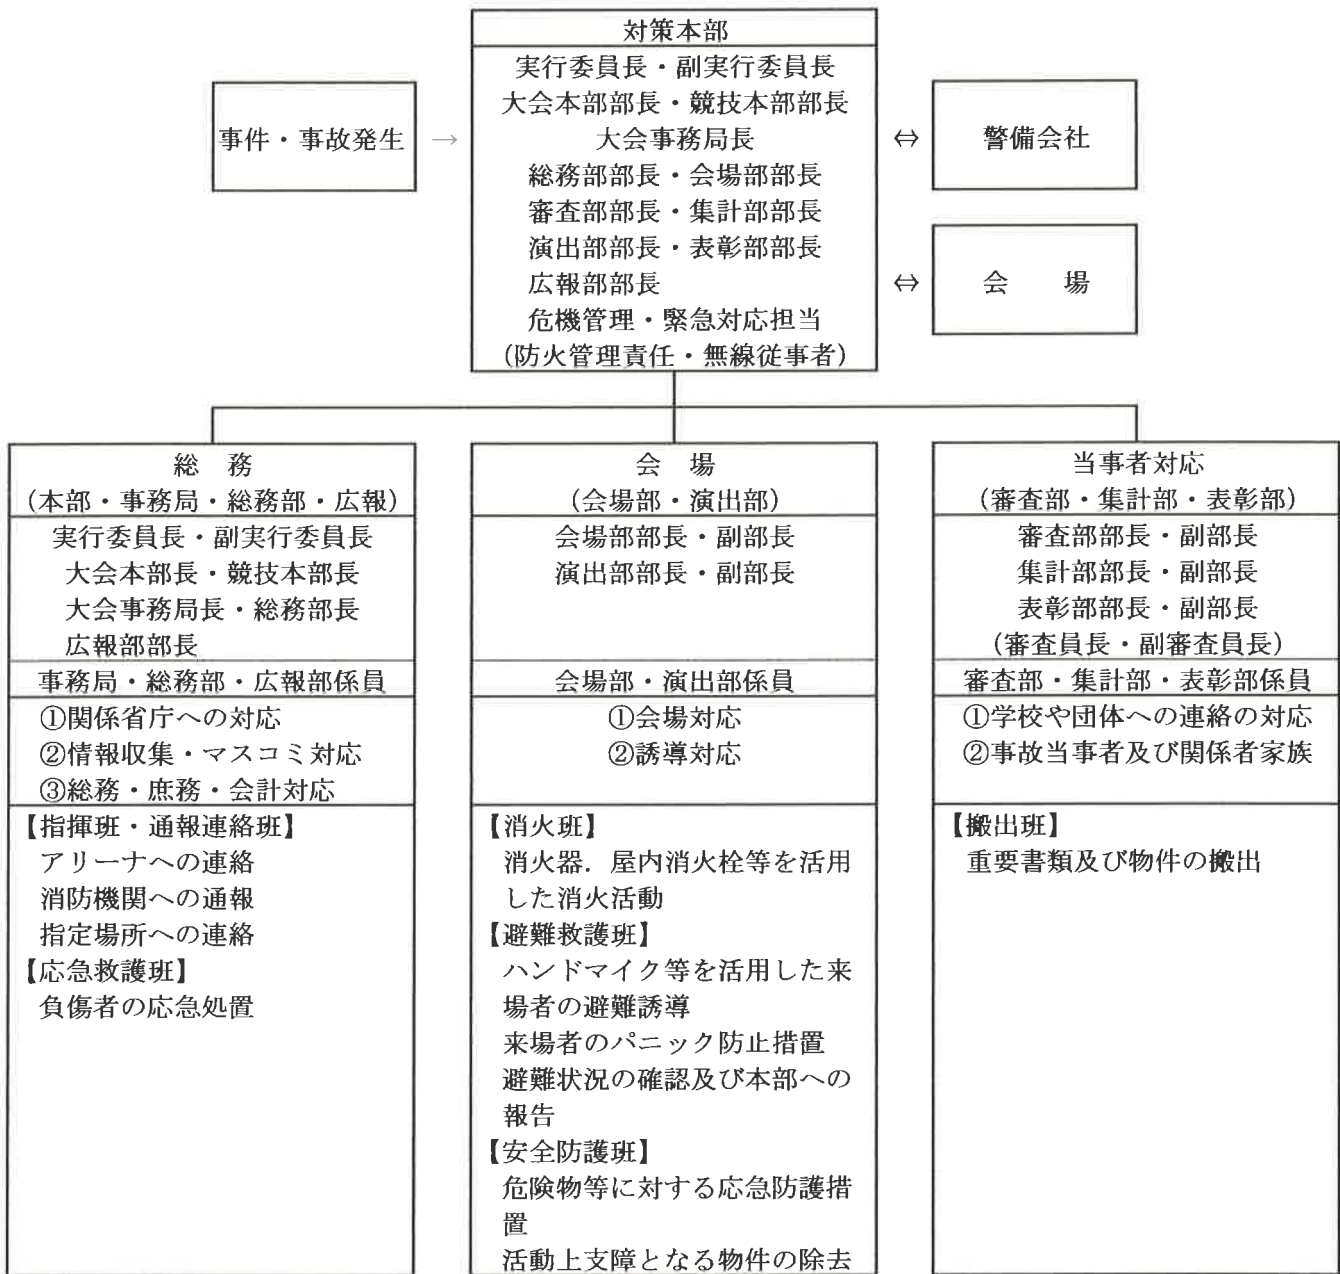 対策本部
実行委員長・副実行委員長
大会本部部長・競技本部部長
大会事務局長
総務部部長・会場部部長
審査部部長・集計部部長
演出部部長・表彰部部長
広報部部長
危機管理・緊急対応担当
(防火管理責任・無線従事者)
事件・事故発生
→
⇔
警備会社
⇔
会　場
総　務
(本部・事務局・総務部・広報)
実行委員長・副実行委員長
大会本部長・競技本部長
大会事務局長・総務部長
広報部部長
事務局・総務部・広報部係員
①関係省庁への対応
②情報収集・マスコミ対応
③総務・庶務・会計対応
【指揮班・通報連絡班】
アリーナへの連絡
消防機関への通報
指定場所への連絡
【応急救護班】
負傷者の応急処置
会　場
(会場部・演出部)
会場部部長・副部長
演出部部長・副部長
会場部・演出部係員
①会場対応
②誘導対応
【消火班】
消火器．屋内消火栓等を活用
した消火活動
【避難救護班】
ハンドマイク等を活用した来
場者の避難誘導
来場者のパニック防止措置
避難状況の確認及び本部への
報告
【安全防護班】
危険物等に対する応急防護措
置
活動上支障となる物件の除去
当事者対応
(審査部・集計部・表彰部)
審査部部長・副部長
集計部部長・副部長
表彰部部長・副部長
(審査員長・副審査員長)
審査部・集計部・表彰部係員
①学校や団体への連絡の対応
②事故当事者及び関係者家族
【搬出班】
重要書類及び物件の搬出